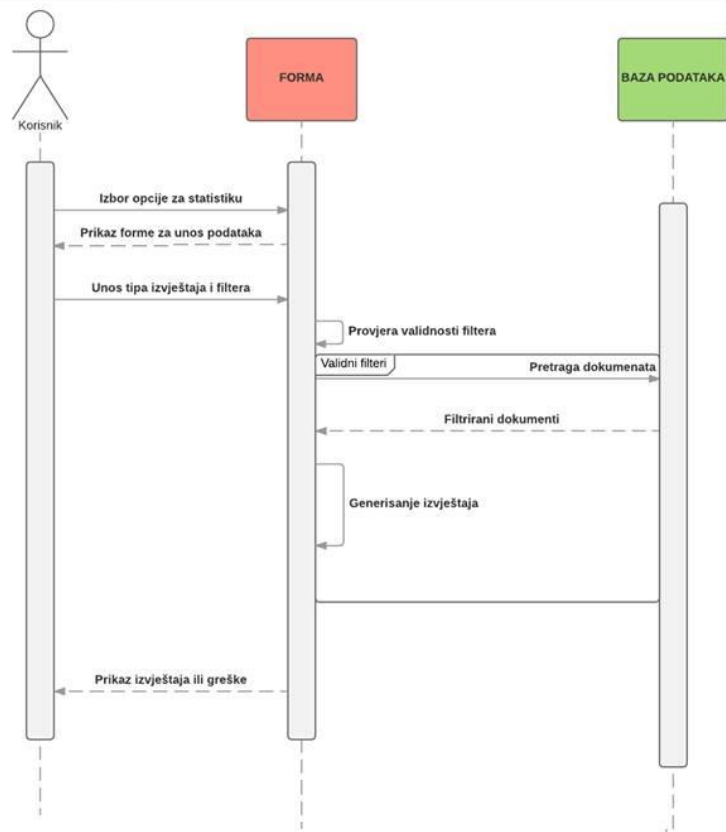 Korisnik
FORMA
BAZA PODATAKA
Izbor opcije za statistiku
Prikaz forme za unos podataka
Unos tipa izvještaja i filtera
Provjera validnosti filtera
Validni filteri
Pretraga dokumenata
Filtrirani dokumenti
Generisanje izvještaja
Prikaz izvještaja ili greške